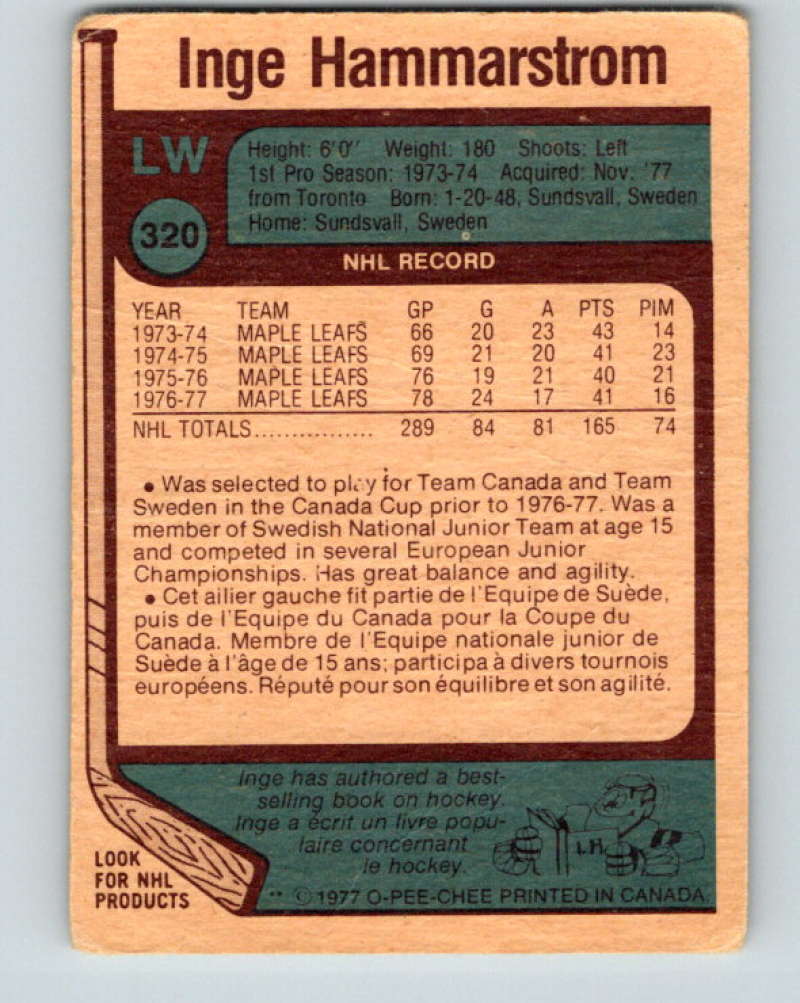 Inge Hammarstrom
LW
320
Height: 6'0'' Weight: 180 Shoots: Left
1st Pro Season: 1973-74 Acquired: Nov. '77
from Toronto Born: 1-20-48, Sundsvall, Sweden
Home: Sundsvall, Sweden
NHL RECORD
YEAR TEAM GP G A PTS PIM
1973-74 MAPLE LEAFS 66 20 23 43 14
1974-75 MAPLE LEAFS 69 21 20 41 23
1975-76 MAPLE LEAFS 76 19 21 40 21
1976-77 MAPLE LEAFS 78 24 17 41 16
NHL TOTALS................ 289 84 81 165 74
• Was selected to play for Team Canada and Team
Sweden in the Canada Cup prior to 1976-77. Was a
member of Swedish National Junior Team at age 15
and competed in several European Junior
Championships. Has great balance and agility.
• Cet ailier gauche fit partie de l'Equipe de Suède,
puis de l'Equipe du Canada pour la Coupe du
Canada. Membre de l'Equipe nationale junior de
Suède à l'âge de 15 ans; participa à divers tournois
européens. Réputé pour son équilibre et son agilité.
Inge has authored a best-
selling book on hockey.
Inge a écrit un livre popu-
laire concernant
le hockey.
I.H.
LOOK
FOR NHL
PRODUCTS
** © 1977 O-PEE-CHEE PRINTED IN CANADA.